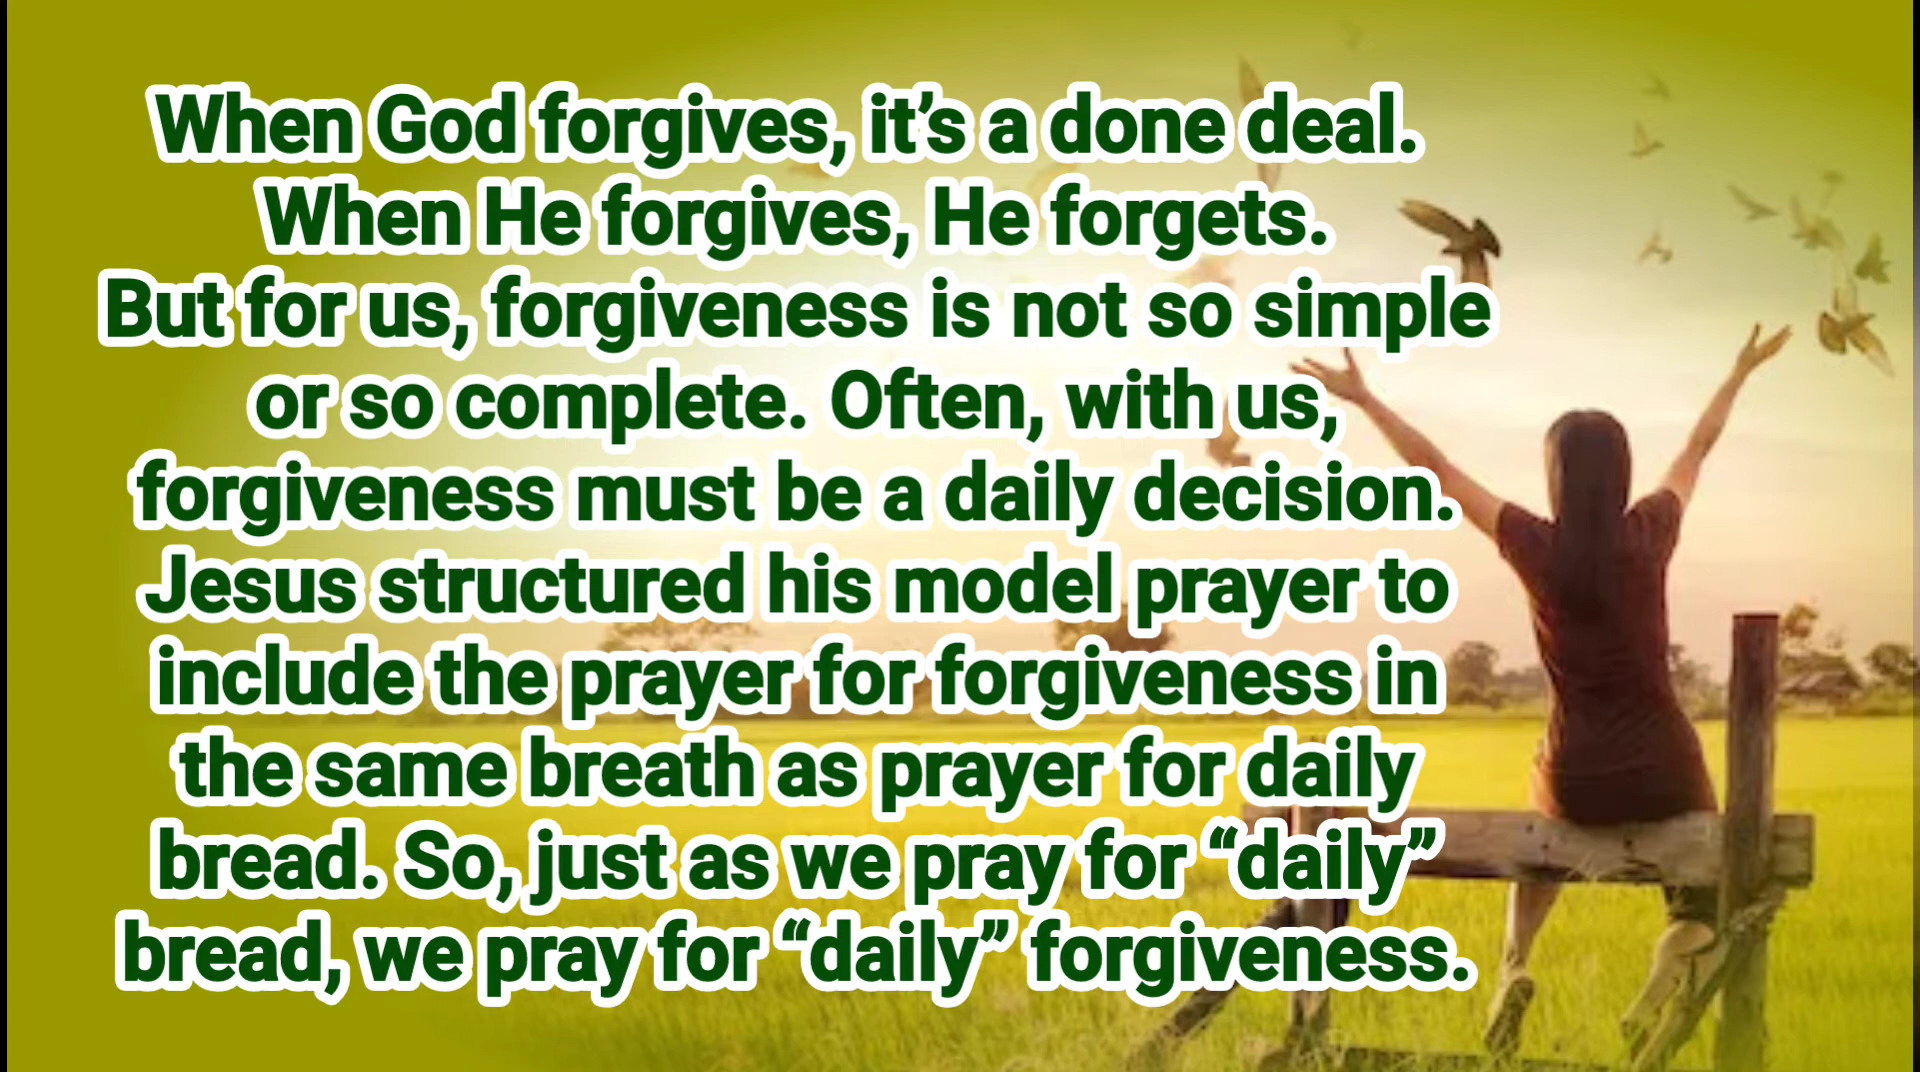 When God forgives, it’s a done deal.
When He forgives, He forgets.
But for us, forgiveness is not so simple
or so complete. Often, with us,
forgiveness must be a daily decision.
Jesus structured his model prayer to
include the prayer for forgiveness in
the same breath as prayer for daily
bread. So, just as we pray for “daily”
bread, we pray for “daily” forgiveness.